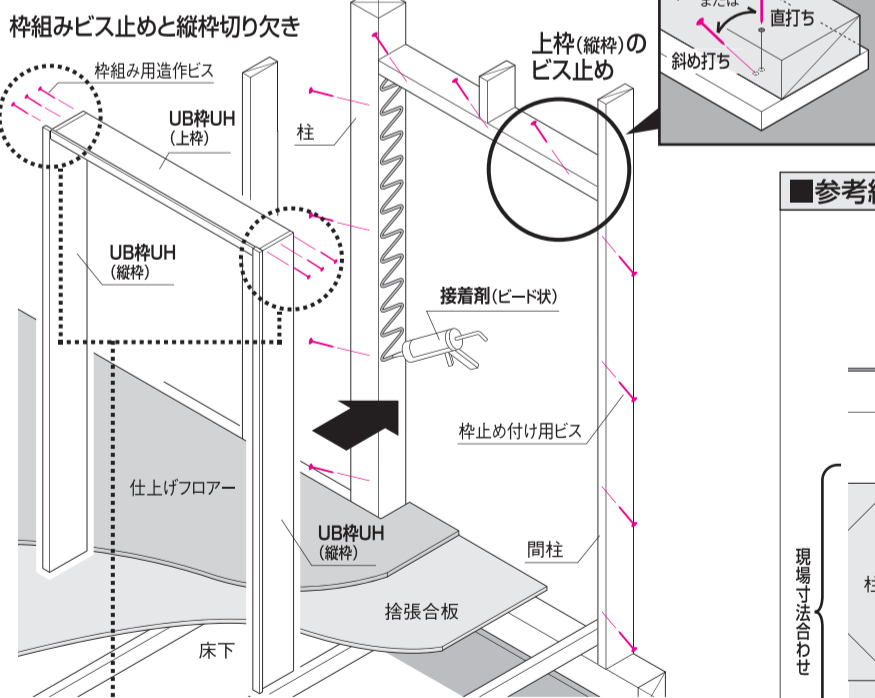 枠組みビス止めと縦枠切り欠き
枠組み用造作ビス
UB枠UH
(上枠)
柱
上枠(縦枠)の
ビス止め
または
直打ち
斜め打ち
■参考
UB枠UH
(縦枠)
接着剤(ビード状)
枠止め付け用ビス
仕上げフロアー
UB枠UH
(縦枠)
間柱
捨張合板
床下
現場寸法合わせ